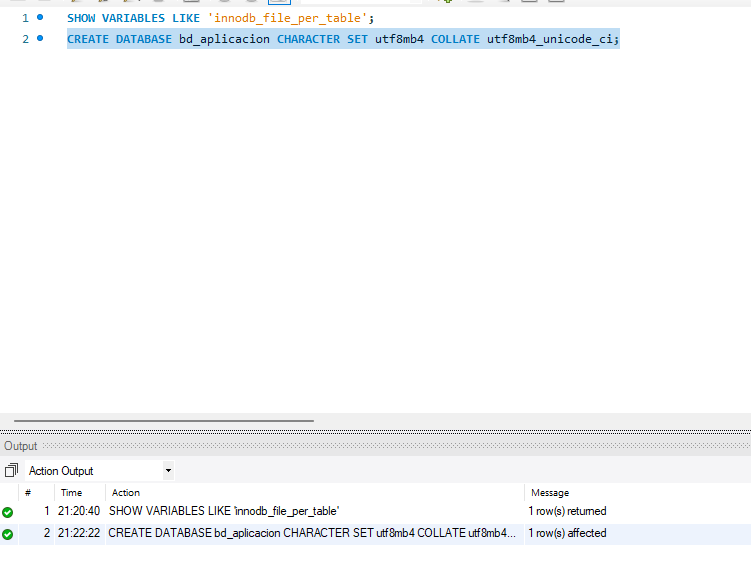 1 SHOW VARIABLES LIKE 'innodb_file_per_table';
2 CREATE DATABASE bd_aplicacion CHARACTER SET utf8mb4 COLLATE utf8mb4_unicode_ci;
Output
Action Output
# Time Action Message
1 21:20:40 SHOW VARIABLES LIKE 'innodb_file_per_table' 1 row(s) returned
2 21:22:22 CREATE DATABASE bd_aplicacion CHARACTER SET utf8mb4 COLLATE utf8mb4... 1 row(s) affected